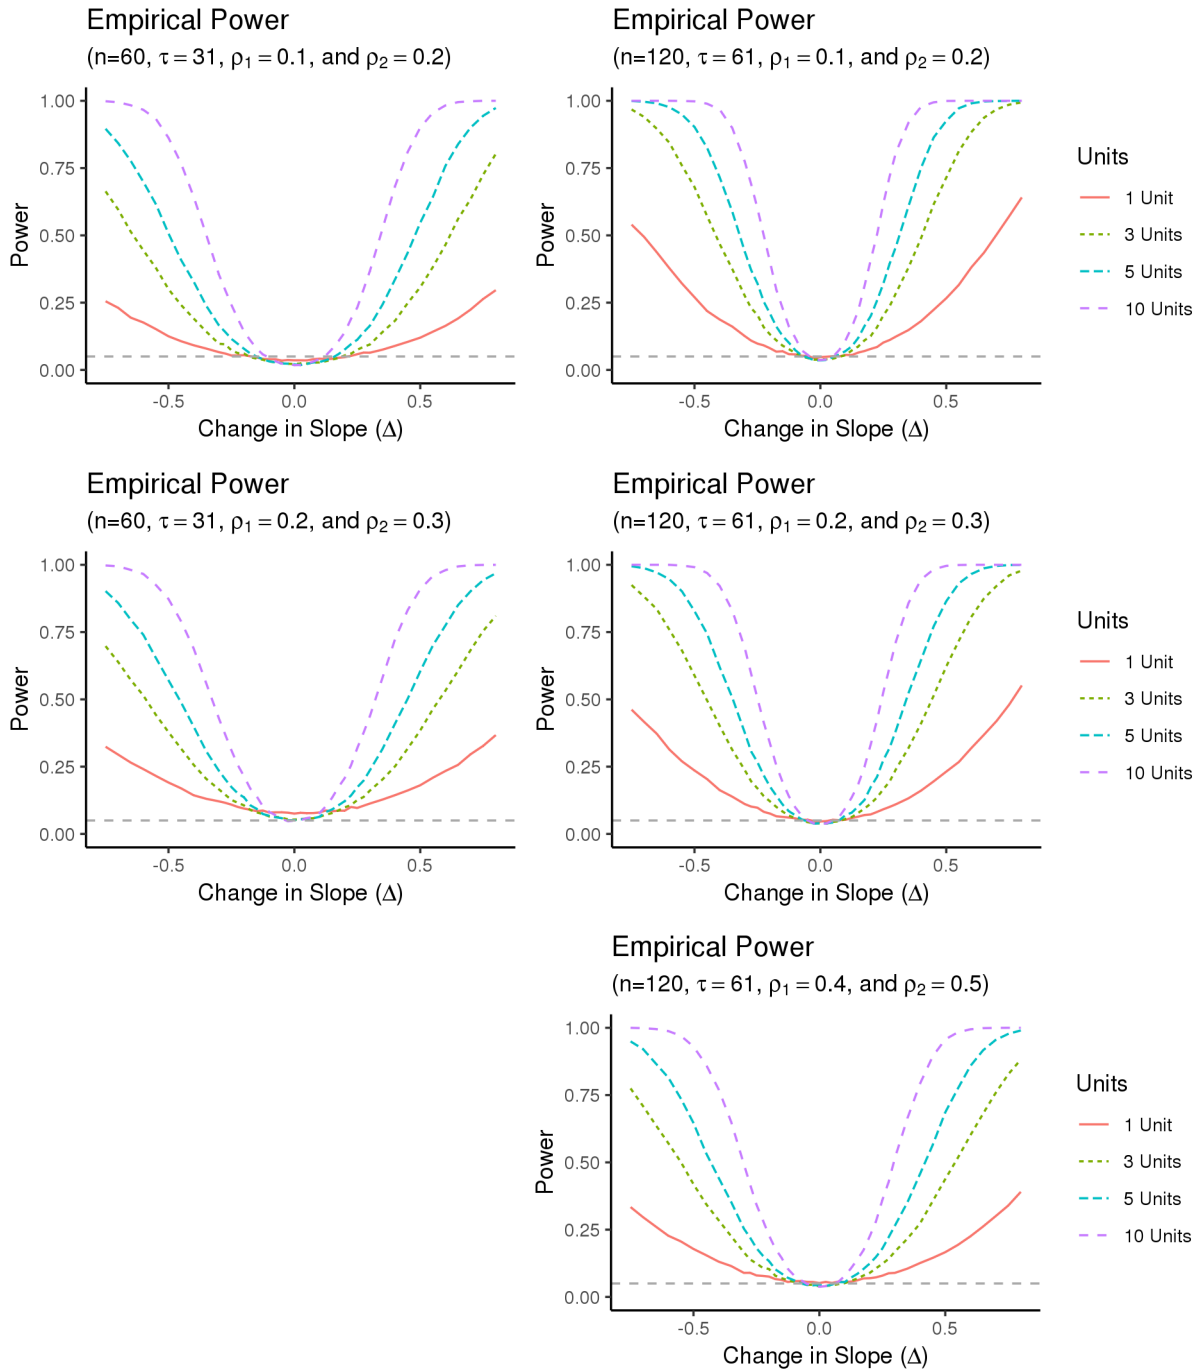 Empirical Power
(n=60, τ = 31, ρ1 = 0.1, and ρ2 = 0.2)
1.00
0.75
0.50
0.25
0.00
Power
-0.5 0.0 0.5
Change in Slope (Δ)
Empirical Power
(n=120, τ = 61, ρ1 = 0.1, and ρ2 = 0.2)
1.00
0.75
0.50
0.25
0.00
Power
-0.5 0.0 0.5
Change in Slope (Δ)
Units
1 Unit
3 Units
5 Units
10 Units
Empirical Power
(n=60, τ = 31, ρ1 = 0.2, and ρ2 = 0.3)
1.00
0.75
0.50
0.25
0.00
Power
-0.5 0.0 0.5
Change in Slope (Δ)
Empirical Power
(n=120, τ = 61, ρ1 = 0.2, and ρ2 = 0.3)
1.00
0.75
0.50
0.25
0.00
Power
-0.5 0.0 0.5
Change in Slope (Δ)
Units
1 Unit
3 Units
5 Units
10 Units
Empirical Power
(n=120, τ = 61, ρ1 = 0.4, and ρ2 = 0.5)
1.00
0.75
0.50
0.25
0.00
Power
-0.5 0.0 0.5
Change in Slope (Δ)
Units
1 Unit
3 Units
5 Units
10 Units